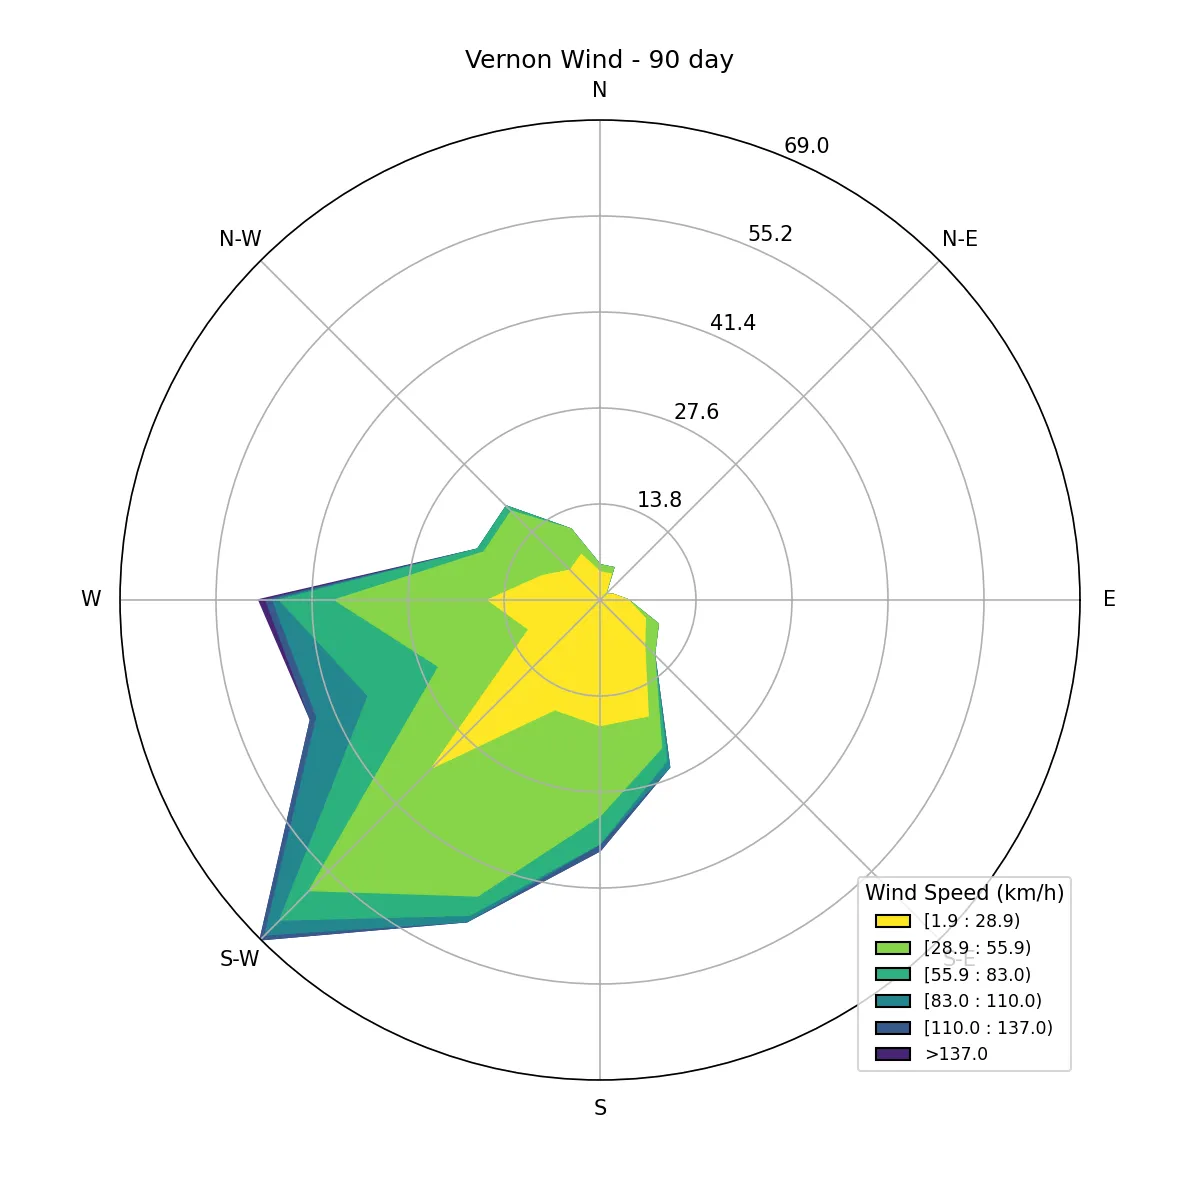 Vernon Wind - 90 day
N
69.0
55.2
N-W
N-E
41.4
27.6
13.8
W
E
Wind Speed (km/h)
[1.9 : 28.9)
[28.9 : 55.9)
S-W
S-E
[55.9 : 83.0)
[83.0 : 110.0)
[110.0 : 137.0)
>137.0
S